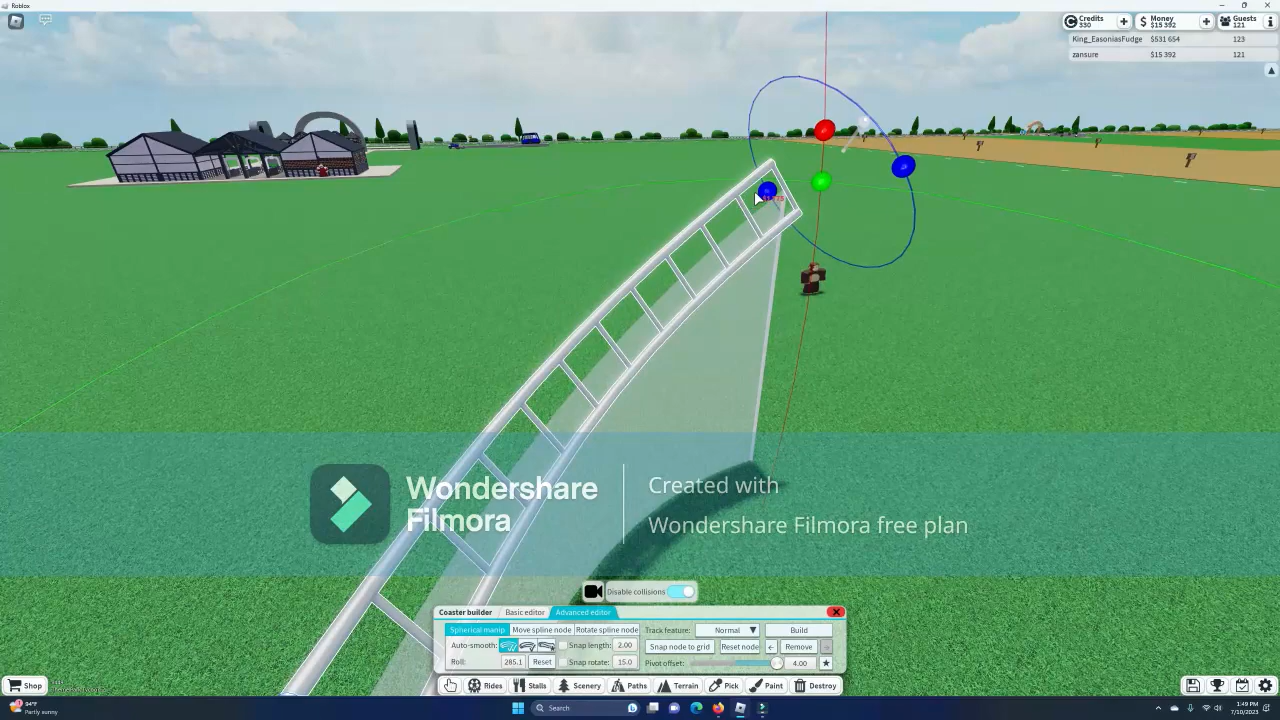 Roblox
Credits
330
Money
$15 392
Guests
121
King_EasoniasFudge $531 654 123
zansure $15 392 121
Wondershare
Filmora
Created with
Wondershare Filmora free plan
Disable collisions
Coaster builder Basic editor Advanced editor
Spherical manip Move spline node Rotate spline node Track feature: Normal Build
Auto-smooth: Snap length: 2.00 Snap node to grid Reset node Remove
Roll: 285.1 Reset Snap rotate: 15.0 Pivot offset: 4.00
Shop Rides Stalls Scenery Paths Terrain Pick Paint Destroy
94°F
Partly sunny
Search
1:49 PM
7/10/2023